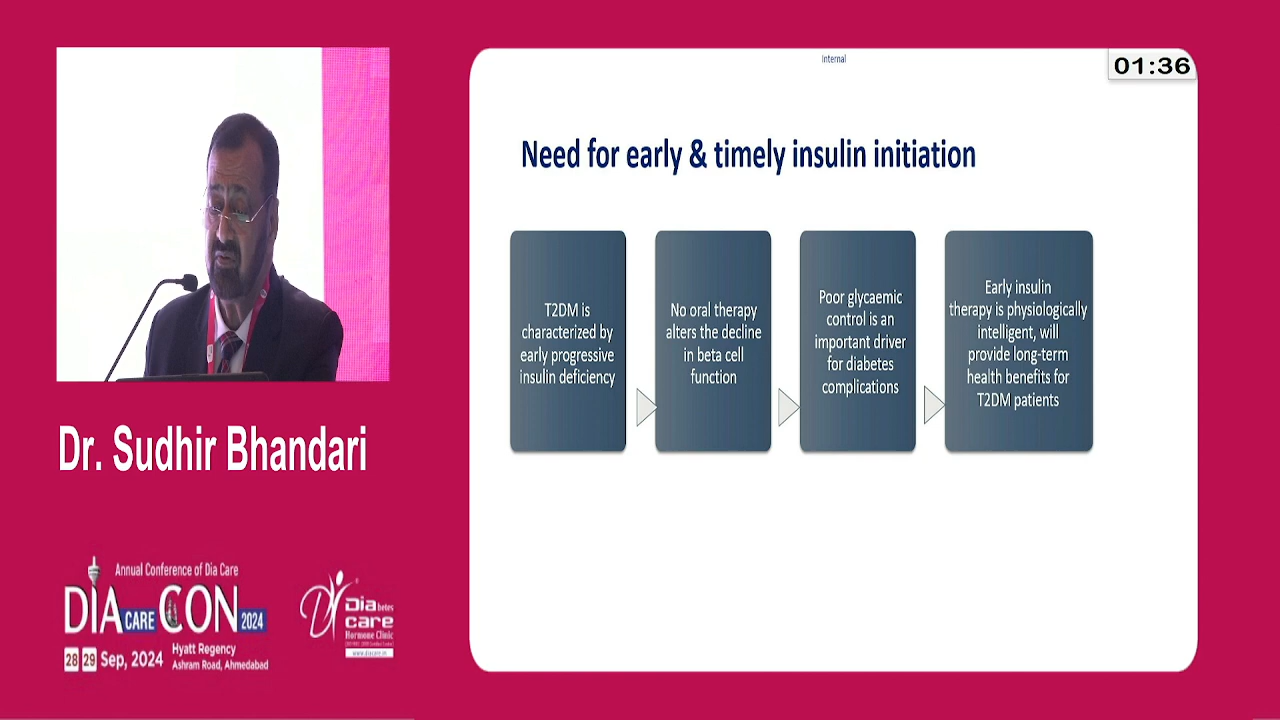 Internal
01:36
Need for early & timely insulin initiation
T2DM is
characterized by
early progressive
insulin deficiency
No oral therapy
alters the decline
in beta cell
function
Poor glycaemic
control is an
important driver
for diabetes
complications
Early insulin
therapy is physiologically
intelligent, will
provide long-term
health benefits for
T2DM patients
Dr. Sudhir Bhandari
Annual Conference of Dia Care
DIA CARE CON 2024
28 29 Sep, 2024
Hyatt Regency
Ashram Road, Ahmedabad
Diabetes
care
Hormone Clinic
www.diacare.in